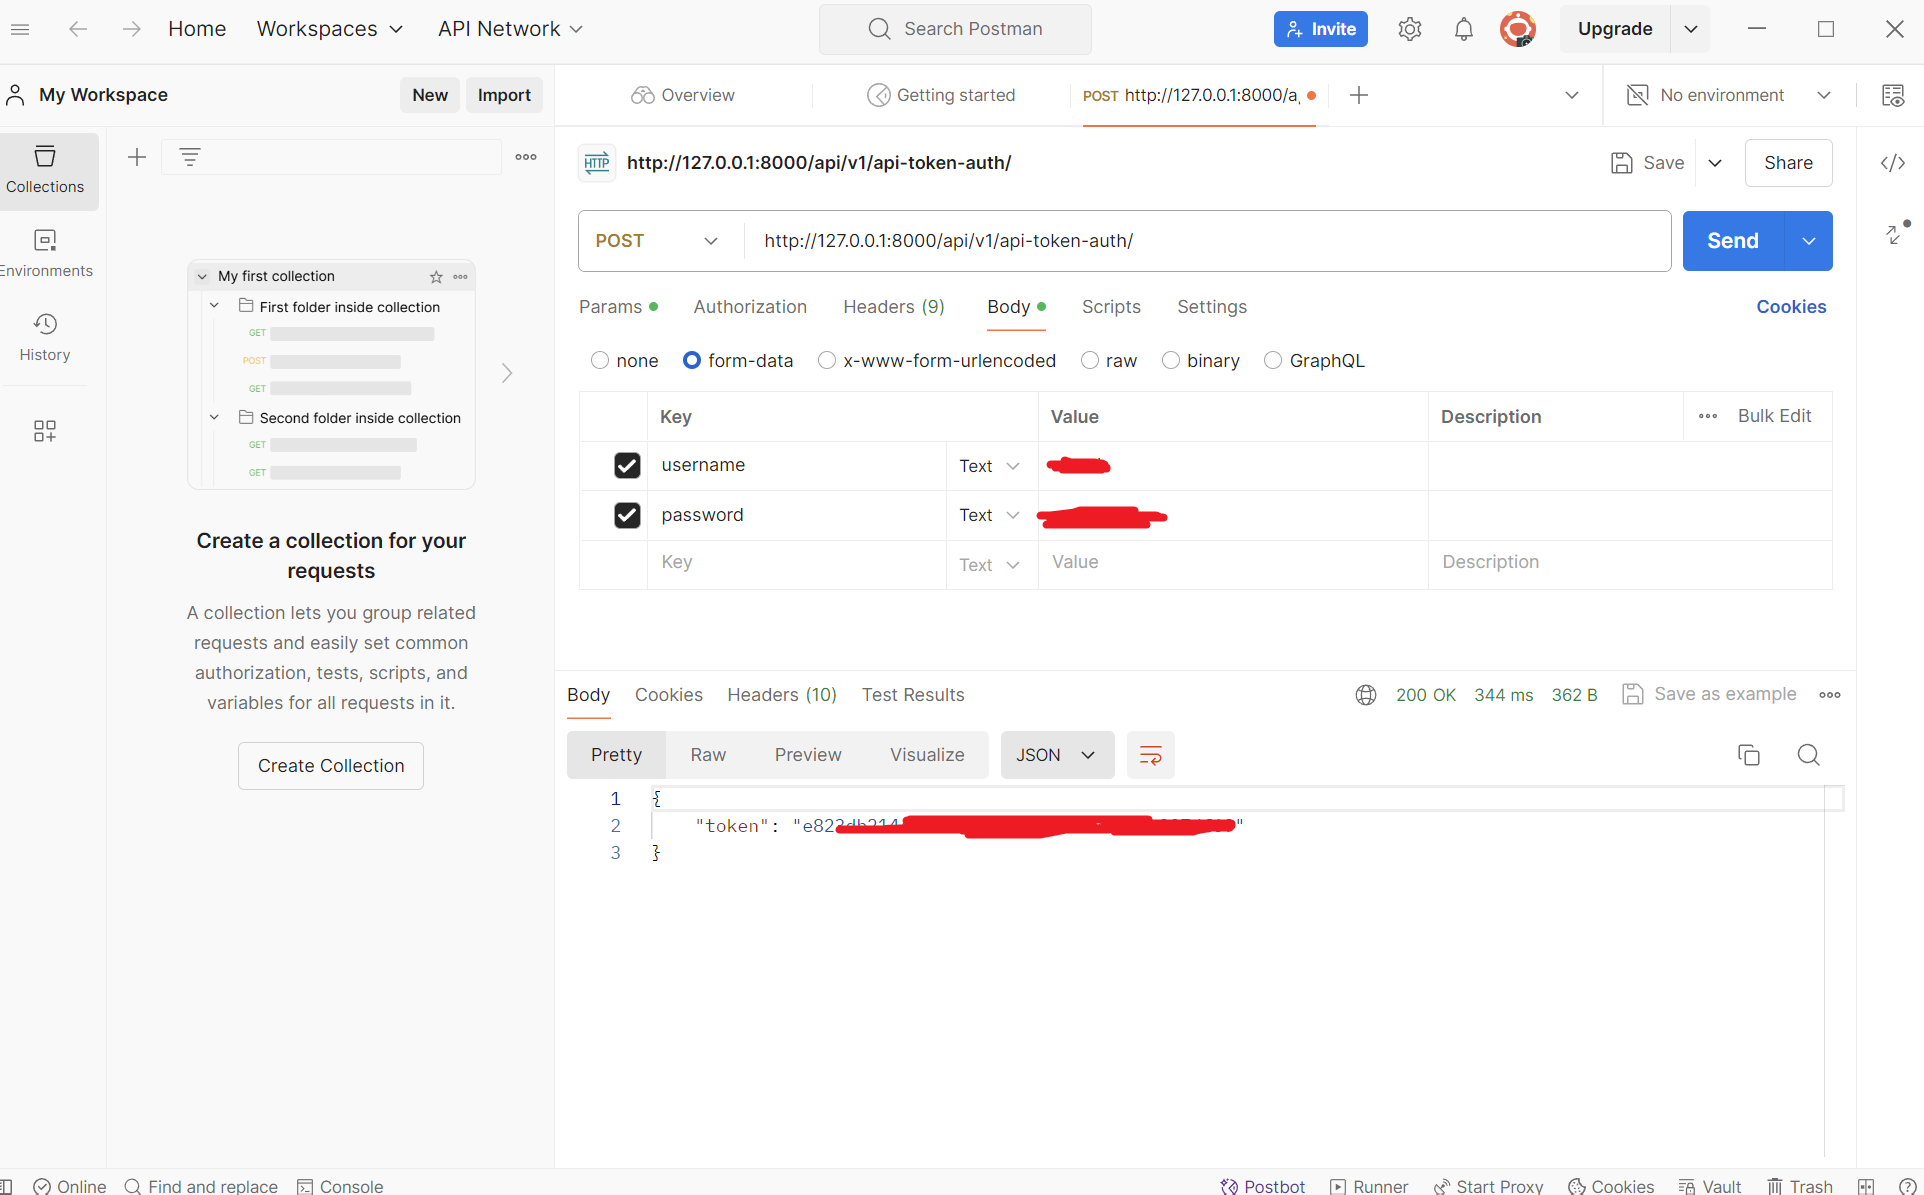 Home Workspaces API Network Search Postman Invite Upgrade
My Workspace New Import Overview Getting started POST http://127.0.0.1:8000/a, No environment
Collections
Environments
History
My first collection
First folder inside collection
GET
POST
GET
Second folder inside collection
GET
GET
Create a collection for your
requests
A collection lets you group related
requests and easily set common
authorization, tests, scripts, and
variables for all requests in it.
Create Collection
HTTP http://127.0.0.1:8000/api/v1/api-token-auth/ Save Share
POST http://127.0.0.1:8000/api/v1/api-token-auth/ Send
Params Authorization Headers (9) Body Scripts Settings Cookies
none form-data x-www-form-urlencoded raw binary GraphQL
Key Value Description Bulk Edit
username Text
password Text
Key Text Value Description
Body Cookies Headers (10) Test Results 200 OK 344 ms 362 B Save as example
Pretty Raw Preview Visualize JSON
1 {
2 "token": "e82
3 }
Online Find and replace Console Postbot Runner Start Proxy Cookies Vault Trash